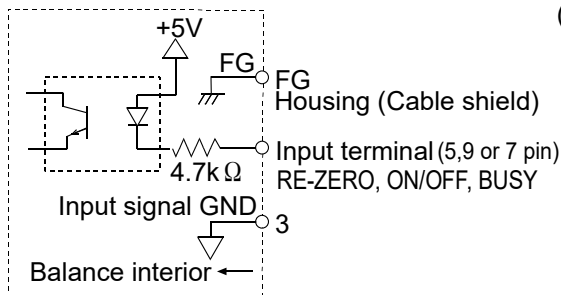 (
+5V
FG
FG
Housing (Cable shield)
Input terminal (5,9 or 7 pin)
4.7k Ω
RE-ZERO, ON/OFF, BUSY
Input signal GND
3
Balance interior